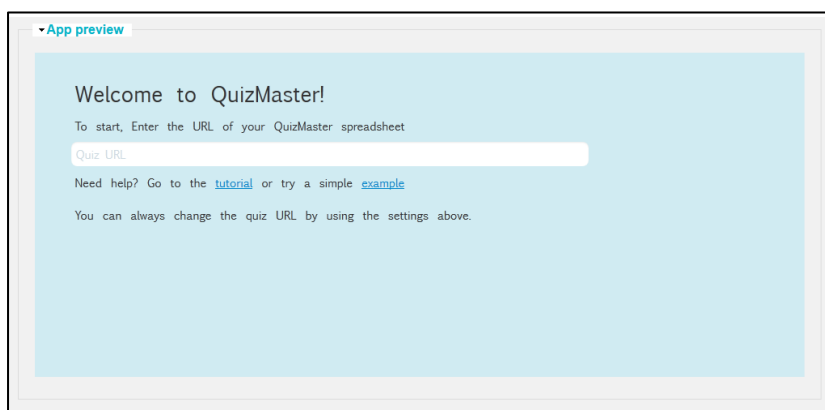 App preview
Welcome to QuizMaster!
To start, Enter the URL of your QuizMaster spreadsheet
Quiz URL
Need help? Go to the tutorial or try a simple example
You can always change the quiz URL by using the settings above.